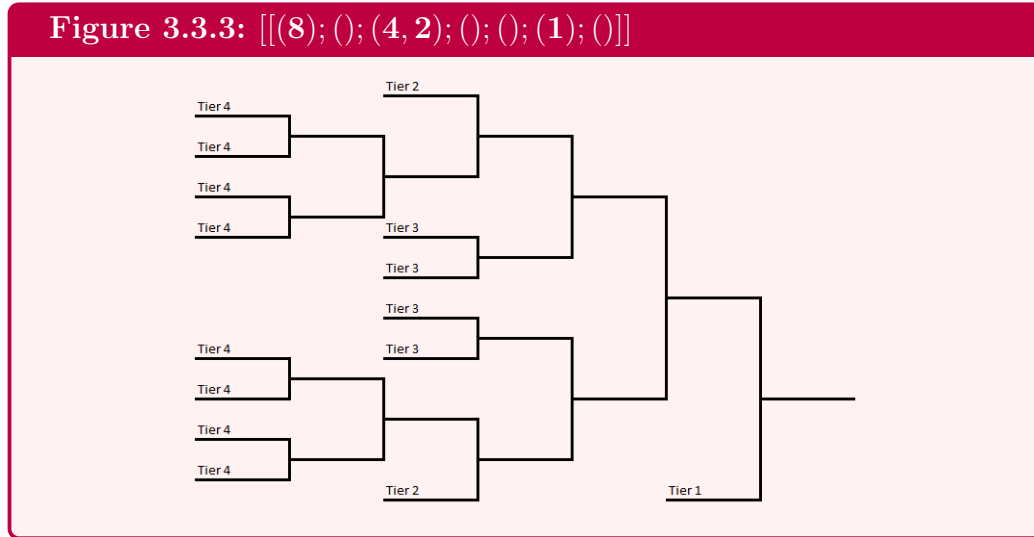 Figure 3.3.3: [[(8); (); (4, 2); (); (); (1); ()]]
Tier 2
Tier 4
Tier 4
Tier 4
Tier 4
Tier 3
Tier 3
Tier 3
Tier 3
Tier 4
Tier 4
Tier 4
Tier 4
Tier 2
Tier 1